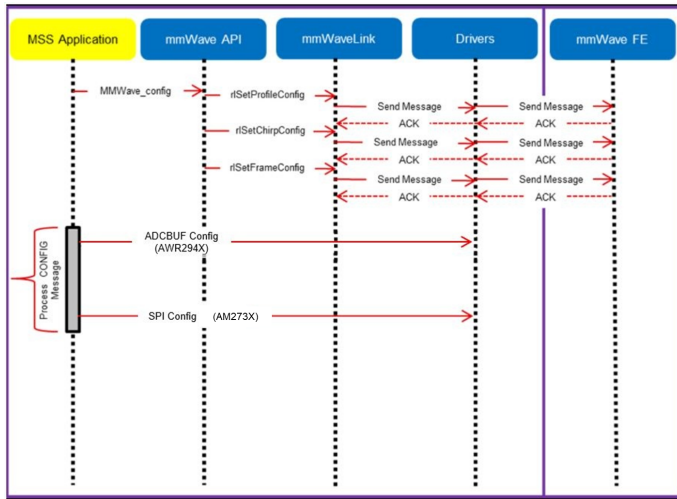 MSS Application
mmWave API
mmWaveLink
Drivers
mmWave FE
MMWave_config
rlSetProfileConfig
Send Message
Send Message
ACK
ACK
rlSetChirpConfig
Send Message
Send Message
ACK
ACK
rlSetFrameConfig
Send Message
Send Message
ACK
ACK
Process CONFIG
Message
ADCBUF Config
(AWR294X)
SPI Config (AM273X)